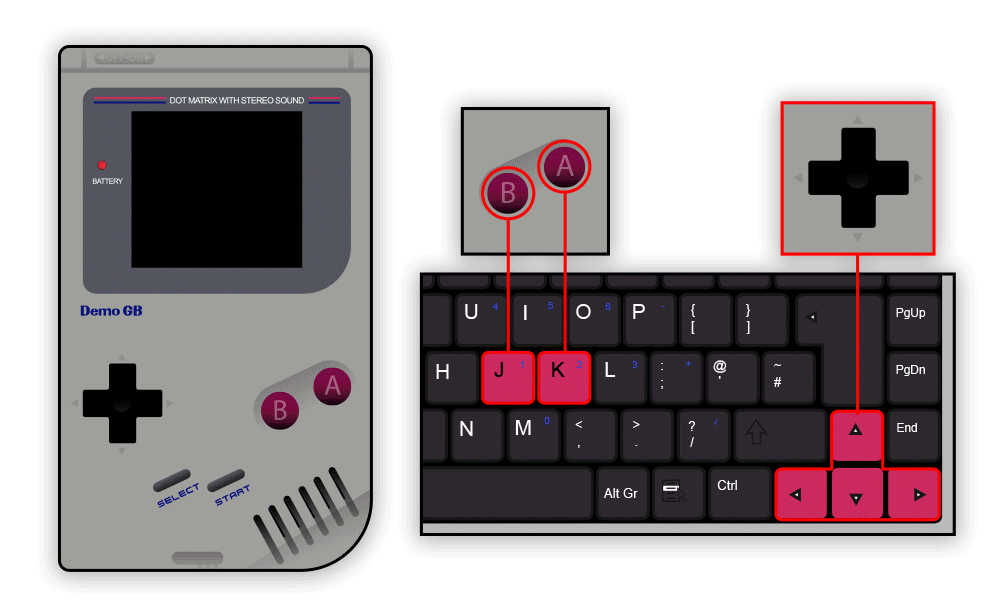 OFF•ON
DOT MATRIX WITH STEREO SOUND
BATTERY
Demo GB
B
A
SELECT
START
B
A
U 4
I 5
O 6
P -
{ [
} ]
PgUp
H
J 1
K 2
L 3
: ; +
@ '
~ #
PgDn
N
M 0
< ,
> .
? / /
End
Alt Gr
Ctrl